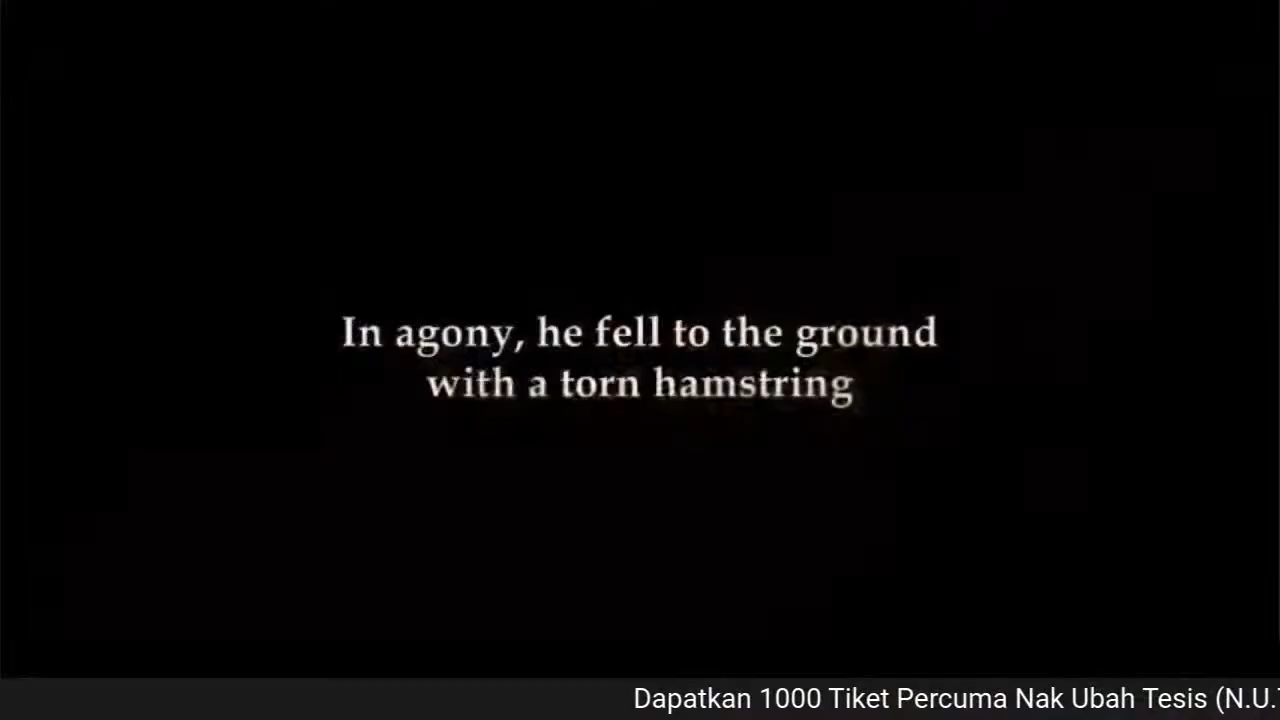 In agony, he fell to the ground
with a torn hamstring
Dapatkan 1000 Tiket Percuma Nak Ubah Tesis (N.U.